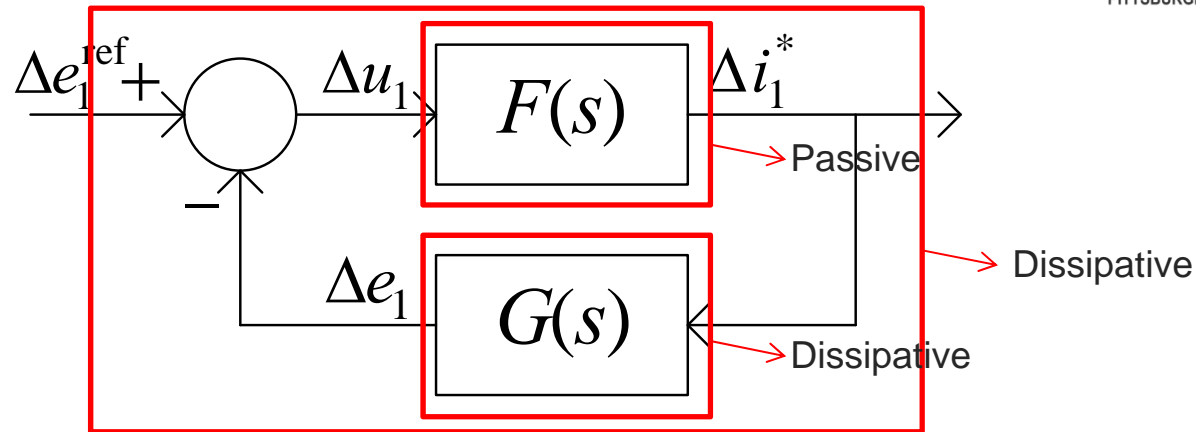 Δe₁ʳᵉᶠ + Δu₁ F(s) Δi₁*
Passive
−
Dissipative
Δe₁ G(s)
Dissipative